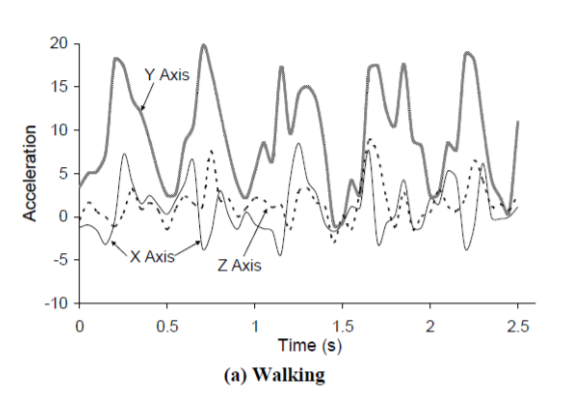 20
15
10
5
0
-5
-10
Acceleration
Y Axis
X Axis
Z Axis
0 0.5 1 1.5 2 2.5
Time (s)
(a) Walking